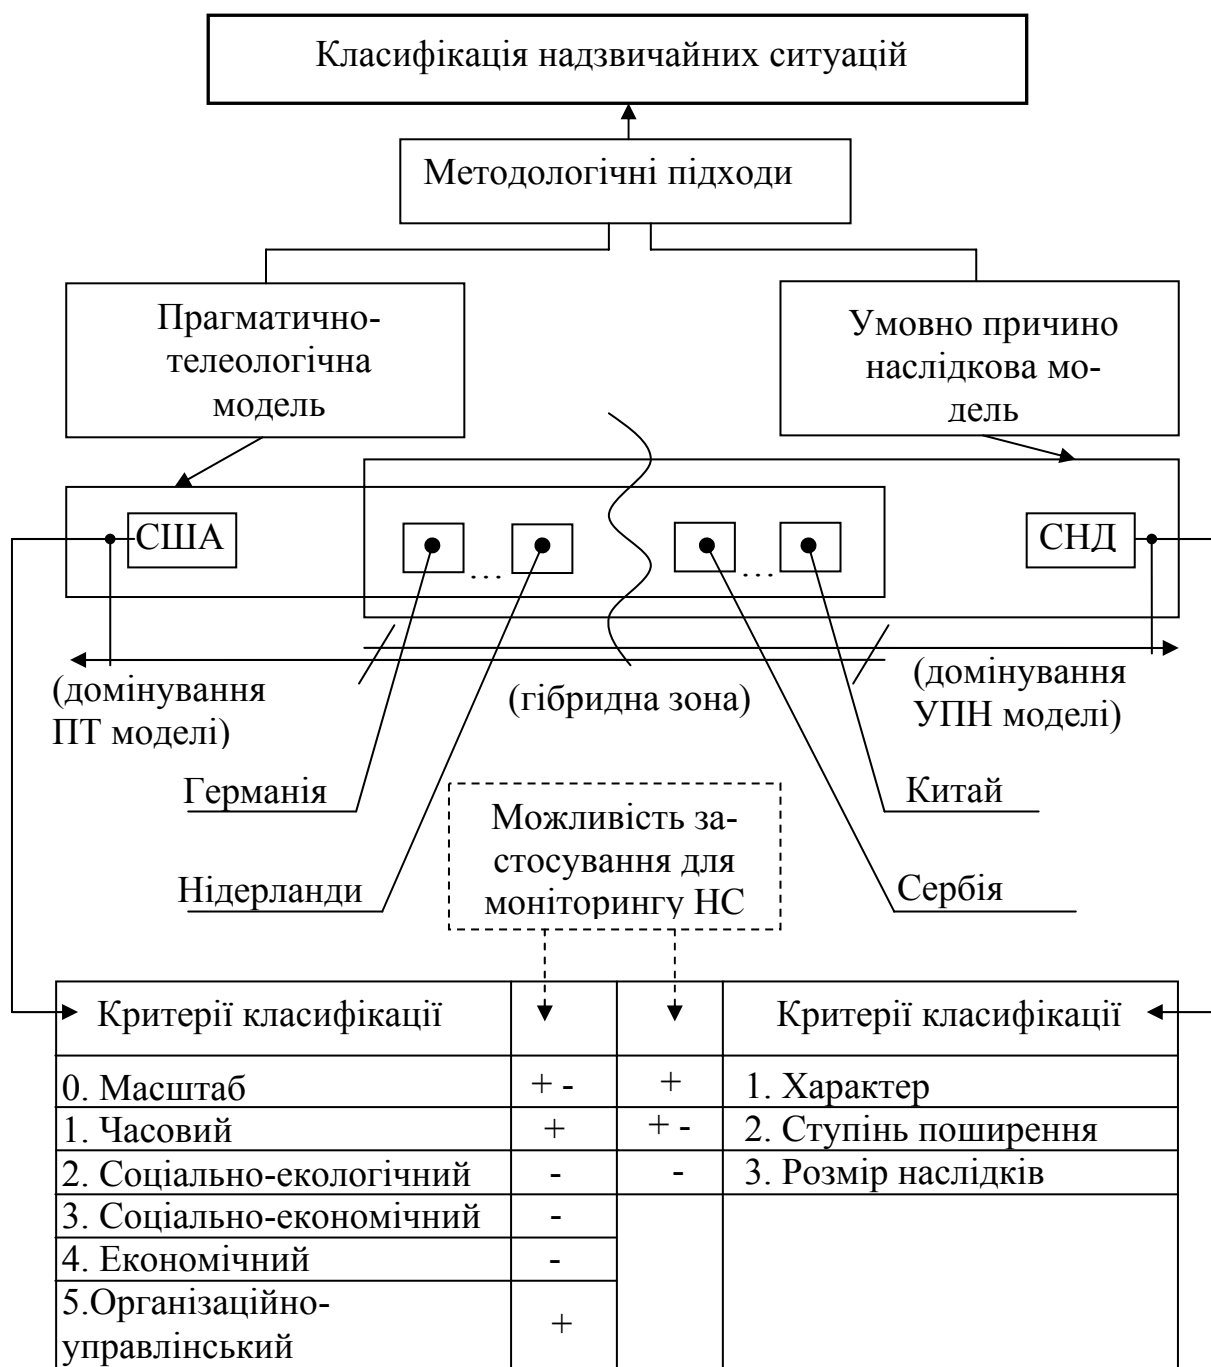 Класифікація надзвичайних ситуацій
Методологічні підходи
Прагматично-
телеологічна
модель
Умовно причино
наслідкова мо-
дель
США
...
...
СНД
(домінування
ПТ моделі)
(гібридна зона)
(домінування
УПН моделі)
Германія
Китай
Можливість за-
стосування для
моніторингу НС
Нідерланди
Сербія
Критерії класифікації
Критерії класифікації
0. Масштаб + - + 1. Характер
1. Часовий + + - 2. Ступінь поширення
2. Соціально-екологічний - - 3. Розмір наслідків
3. Соціально-економічний -
4. Економічний -
5.Організаційно-
управлінський +